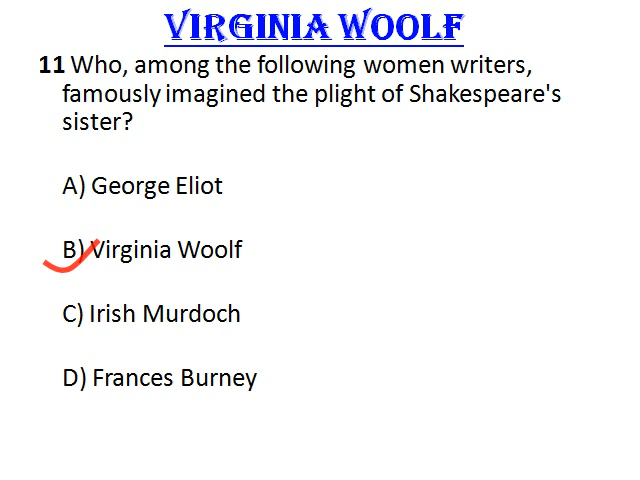 VIRGINIA WOOLF
11 Who, among the following women writers,
famously imagined the plight of Shakespeare's
sister?
A) George Eliot
B) Virginia Woolf
C) Irish Murdoch
D) Frances Burney